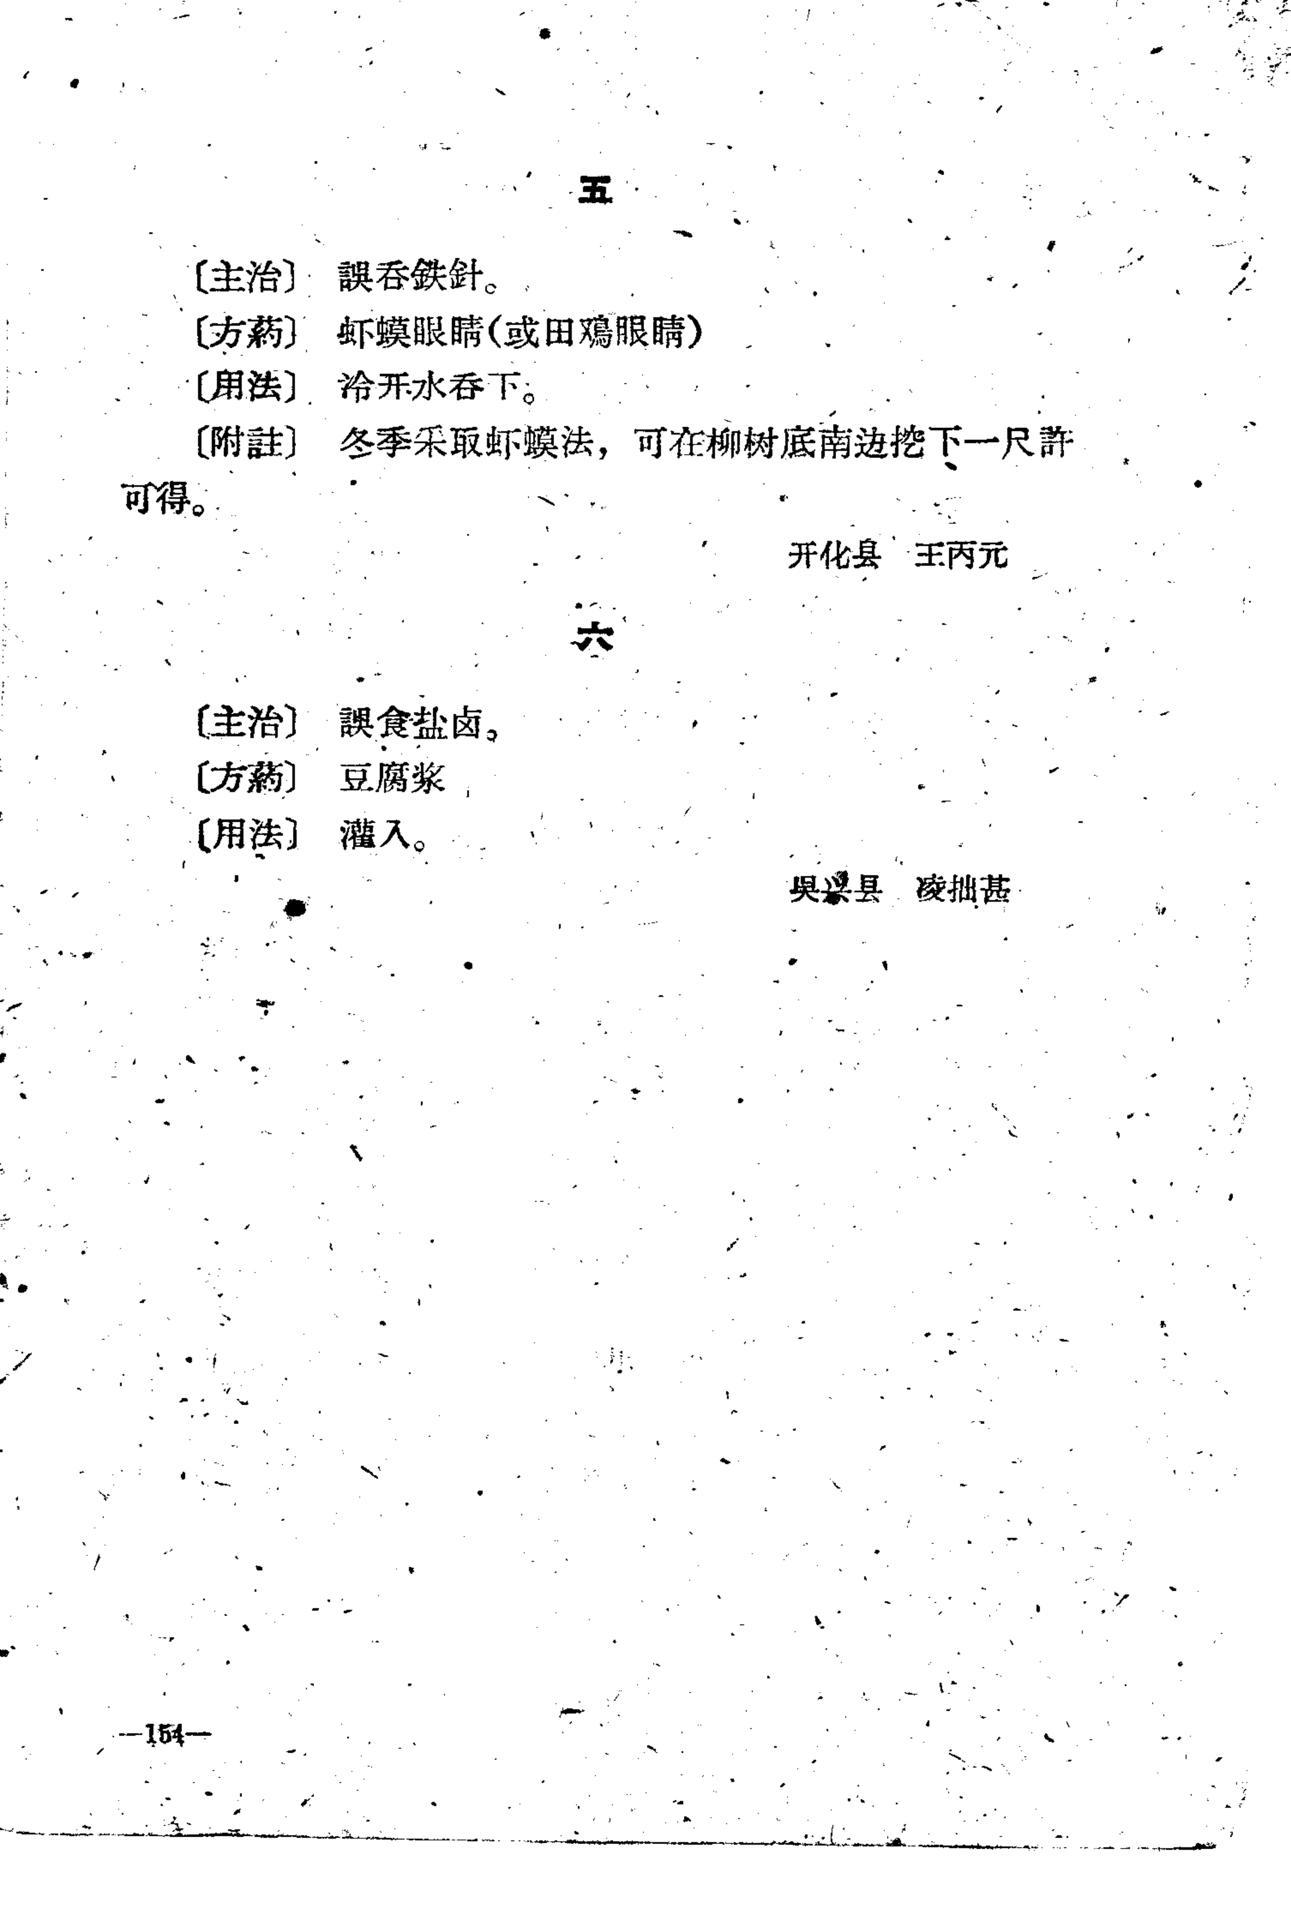 五
〔主治〕 誤吞鉄針。
〔方葯〕 虾蟆眼睛(或田鳮眼睛)
〔用法〕 冷开水吞下。
〔附註〕 冬季采取虾蟆法，可在柳树底南边挖下一尺許
可得。
开化县 王丙元
六
〔主治〕 誤食盐卤。
〔方葯〕 豆腐浆
〔用法〕 灌入。
吳兴县 凌拙甚
—154—